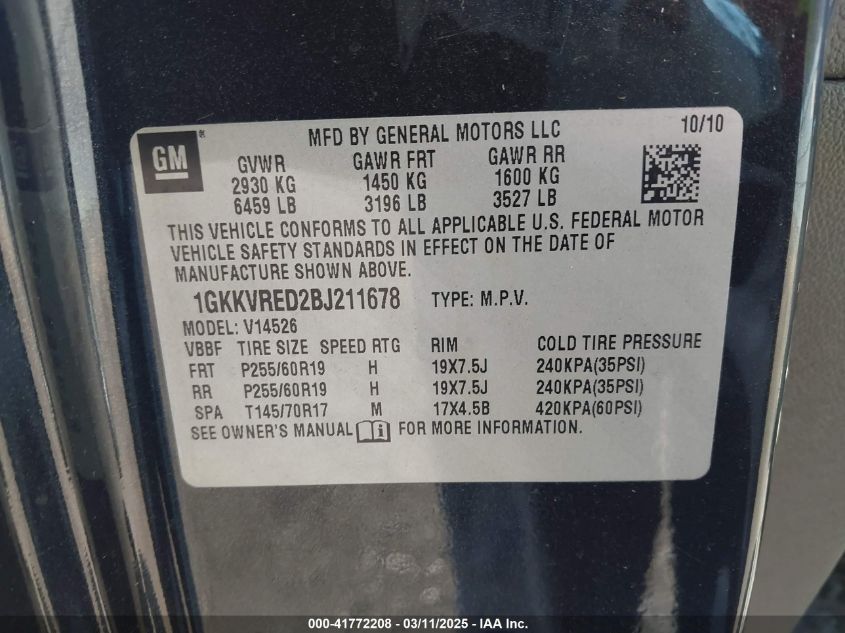 GM
MFD BY GENERAL MOTORS LLC 10/10
GVWR GAWR FRT GAWR RR
2930 KG 1450 KG 1600 KG
6459 LB 3196 LB 3527 LB
THIS VEHICLE CONFORMS TO ALL APPLICABLE U.S. FEDERAL MOTOR
VEHICLE SAFETY STANDARDS IN EFFECT ON THE DATE OF
MANUFACTURE SHOWN ABOVE.
1GKKVRED2BJ211678 TYPE: M.P.V.
MODEL: V14526
VBBF TIRE SIZE SPEED RTG RIM COLD TIRE PRESSURE
FRT P255/60R19 H 19X7.5J 240KPA(35PSI)
RR P255/60R19 H 19X7.5J 240KPA(35PSI)
SPA T145/70R17 M 17X4.5B 420KPA(60PSI)
SEE OWNER'S MANUAL i FOR MORE INFORMATION.
000-41772208 - 03/11/2025 - IAA Inc.